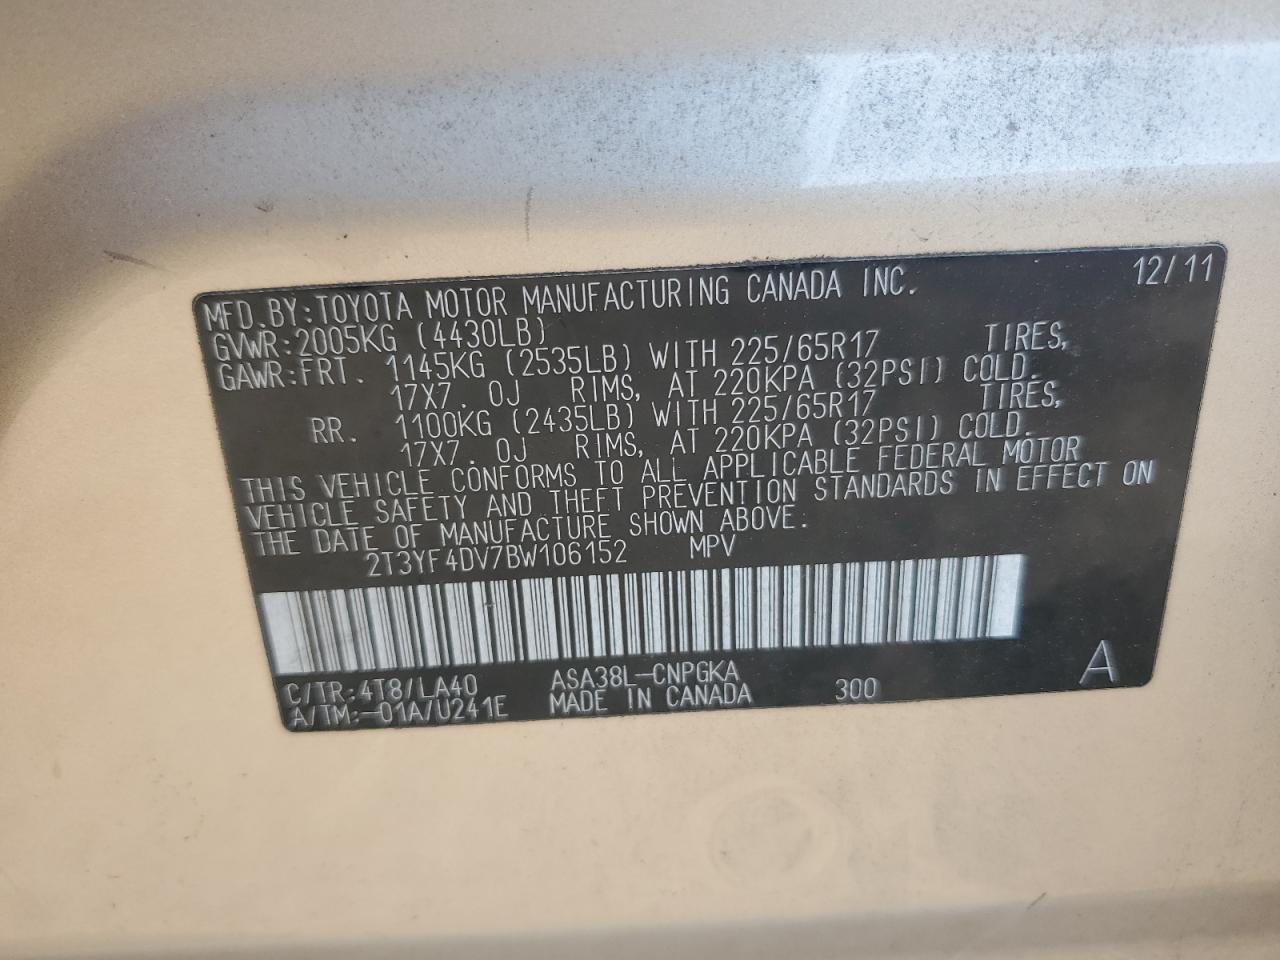 MFD.BY:TOYOTA MOTOR MANUFACTURING CANADA INC. 12/11
GVWR:2005KG (4430LB)
GAWR:FRT. 1145KG (2535LB) WITH 225/65R17 TIRES,
17X7.0J RIMS, AT 220KPA (32PSI) COLD.
RR. 1100KG (2435LB) WITH 225/65R17 TIRES,
17X7.0J RIMS, AT 220KPA (32PSI) COLD.
THIS VEHICLE CONFORMS TO ALL APPLICABLE FEDERAL MOTOR
VEHICLE SAFETY AND THEFT PREVENTION STANDARDS IN EFFECT ON
THE DATE OF MANUFACTURE SHOWN ABOVE.
2T3YF4DV7BW106152 MPV
C/TR:4T8/LA40 ASA38L-CNPGKA
A/TM:-01A/U241E MADE IN CANADA 300 A